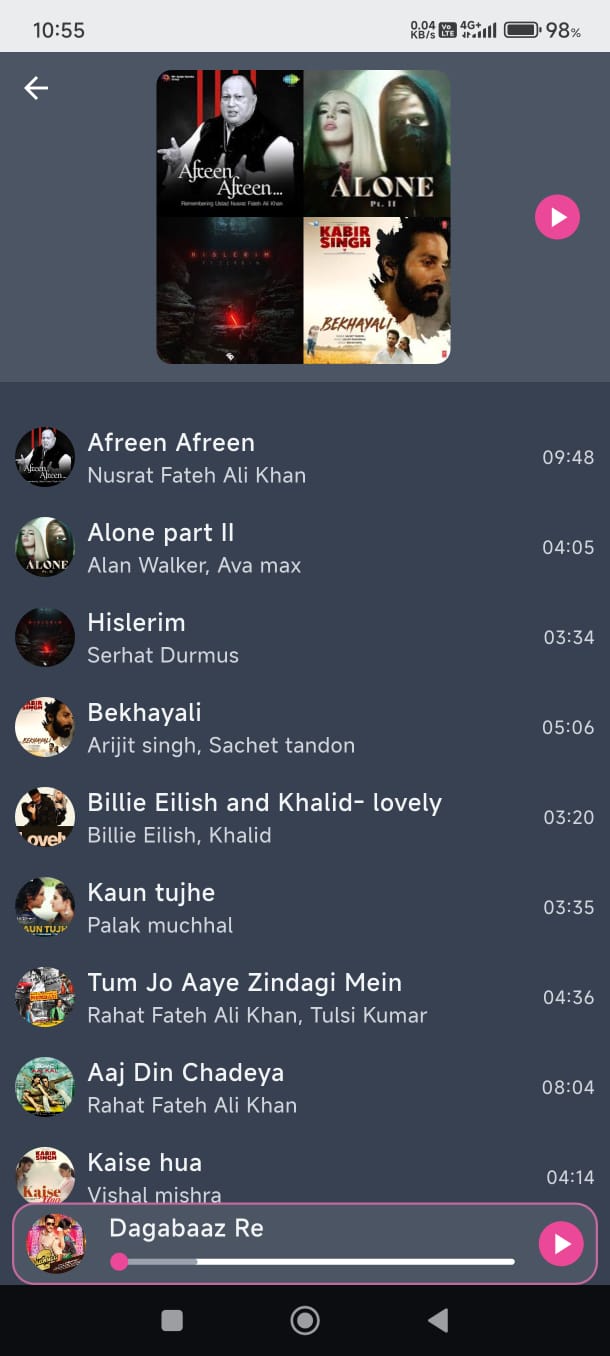 10:55
0.04 KB/s Vo LTE 4G+ 98%
Afreen Afreen...
Remembering Ustad Nusrat Fateh Ali Khan
ALONE
Pt. II
HISLERIM
KABIR SINGH
BEKHAYALI
Afreen Afreen
Nusrat Fateh Ali Khan
09:48
Alone part II
Alan Walker, Ava max
04:05
Hislerim
Serhat Durmus
03:34
Bekhayali
Arijit singh, Sachet tandon
05:06
Billie Eilish and Khalid- lovely
Billie Eilish, Khalid
03:20
Kaun tujhe
Palak muchhal
03:35
Tum Jo Aaye Zindagi Mein
Rahat Fateh Ali Khan, Tulsi Kumar
04:36
Aaj Din Chadeya
Rahat Fateh Ali Khan
08:04
Kaise hua
Vishal mishra
04:14
Dagabaaz Re